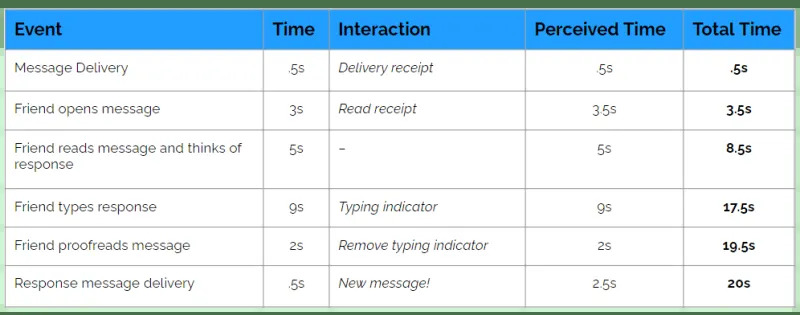 Event Time Interaction Perceived Time Total Time
Message Delivery .5s Delivery receipt .5s .5s
Friend opens message 3s Read receipt 3.5s 3.5s
Friend reads message and thinks of 5s – 5s 8.5s
response
Friend types response 9s Typing indicator 9s 17.5s
Friend proofreads message 2s Remove typing indicator 2s 19.5s
Response message delivery .5s New message! 2.5s 20s